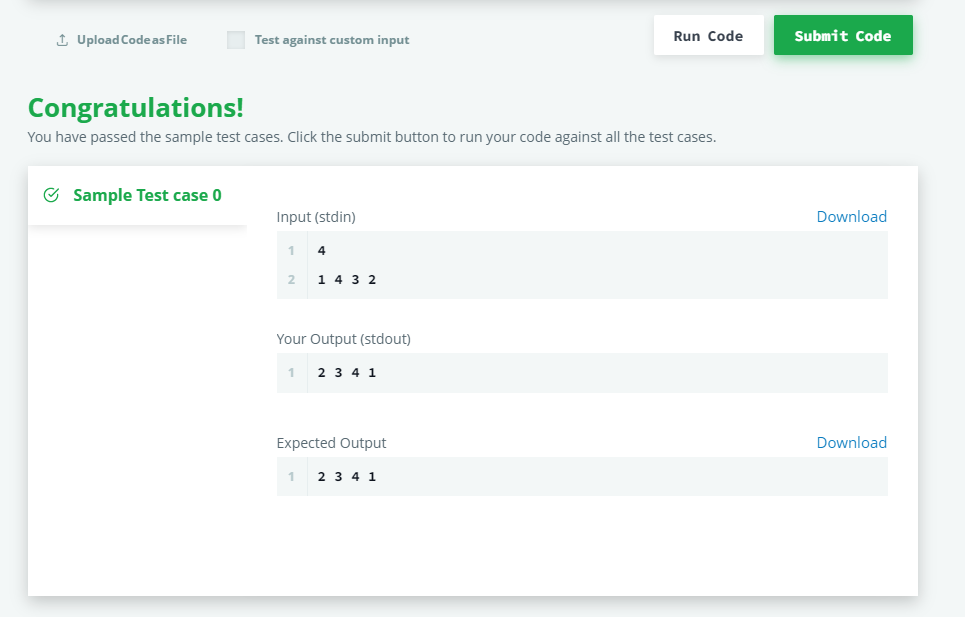 Upload Code as File
Test against custom input
Run Code
Submit Code
Congratulations!
You have passed the sample test cases. Click the submit button to run your code against all the test cases.
Sample Test case 0
Input (stdin)
Download
1 4
2 1 4 3 2
Your Output (stdout)
1 2 3 4 1
Expected Output
Download
1 2 3 4 1